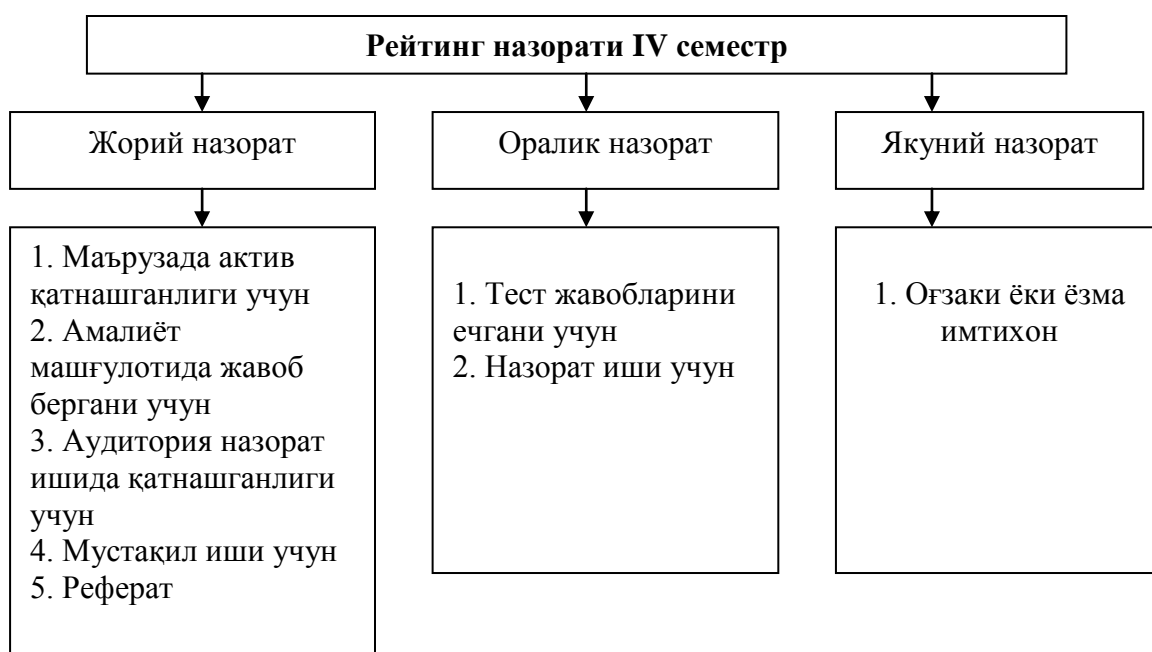 Рейтинг назорати IV семестр
Жорий назорат
Оралик назорат
Якуний назорат
1. Маърузада актив
қатнашганлиги учун
2. Амалиёт
машғулотида жавоб
бергани учун
3. Аудитория назорат
ишида қатнашганлиги
учун
4. Мустақил иши учун
5. Реферат
1. Тест жавобларини
ечгани учун
2. Назорат иши учун
1. Оғзаки ёки ёзма
имтихон